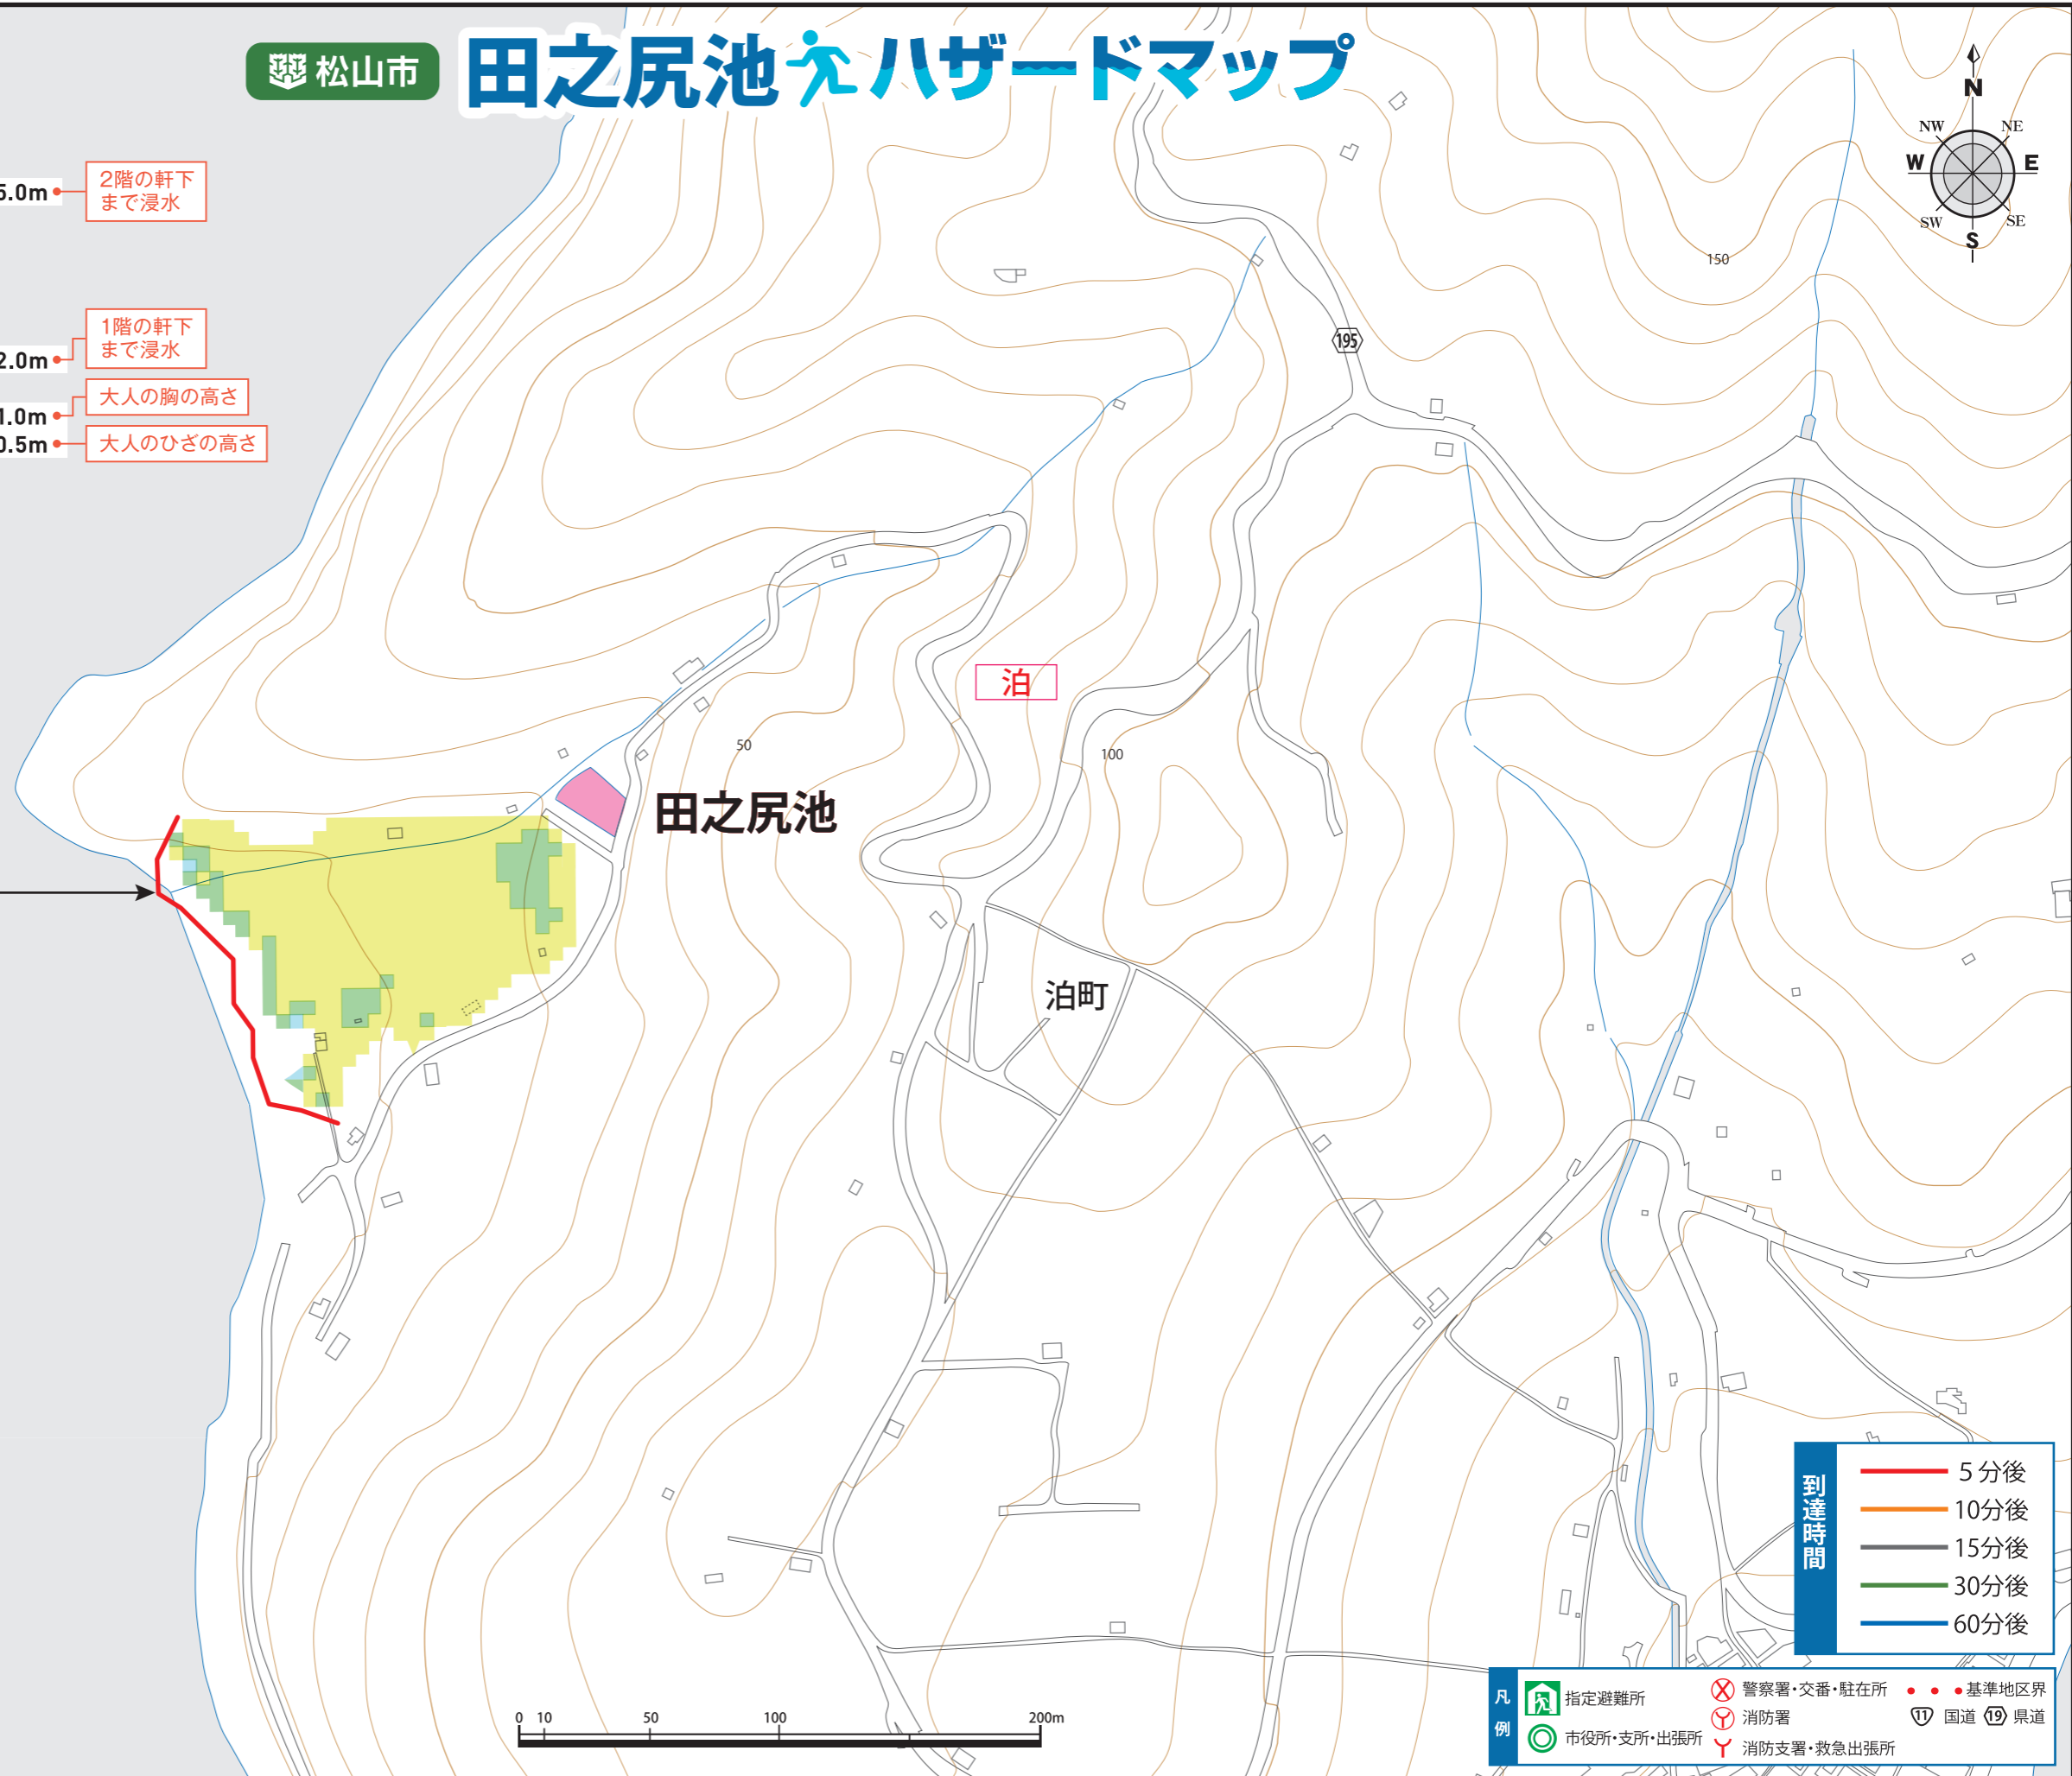 松山市 田之尻池 ハザードマップ
N
NW NE
W E
SW SE
S
5.0m 2階の軒下
まで浸水
2.0m 1階の軒下
まで浸水
1.0m 大人の胸の高さ
0.5m 大人のひざの高さ
150
195
泊
50
100
田之尻池
泊町
到達時間
5分後
10分後
15分後
30分後
60分後
0 10 50 100 200m
凡例
指定避難所
市役所・支所・出張所
警察署・交番・駐在所
消防署
消防支署・救急出張所
基準地区界
11 国道 19 県道